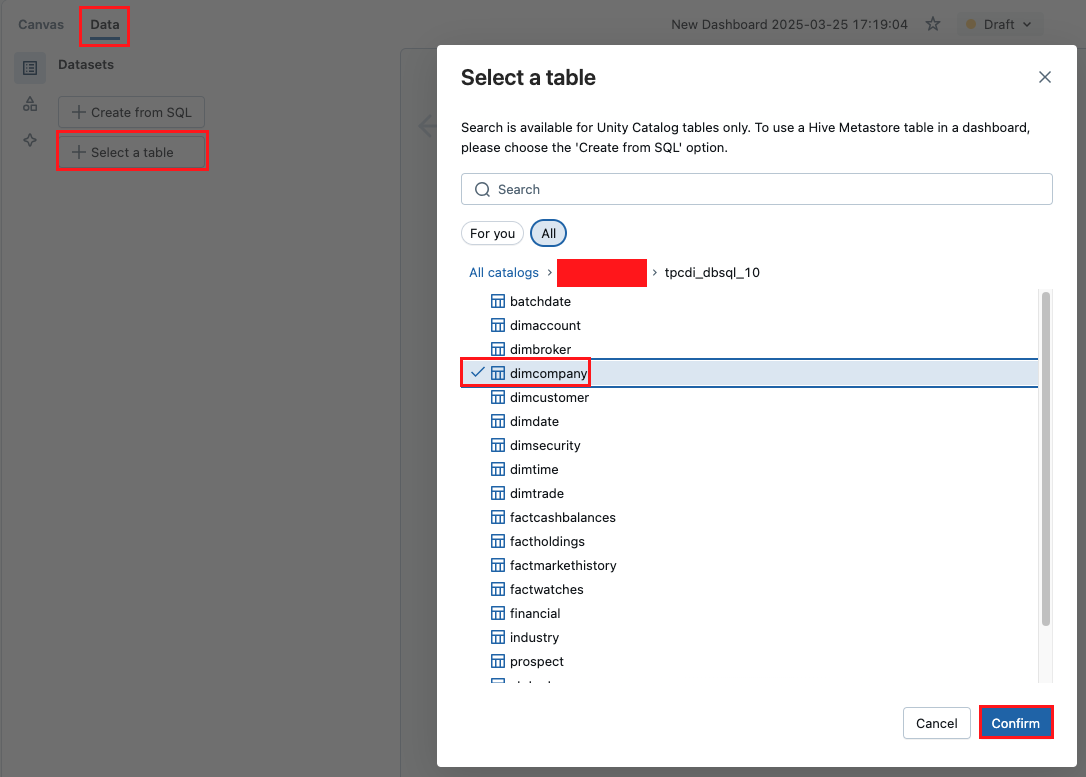 Canvas Data
New Dashboard 2025-03-25 17:19:04 Draft
Datasets
Create from SQL
Select a table
Select a table
Search is available for Unity Catalog tables only. To use a Hive Metastore table in a dashboard,
please choose the 'Create from SQL' option.
Search
For you All
All catalogs › › tpcdi_dbsql_10
batchdate
dimaccount
dimbroker
dimcompany
dimcustomer
dimdate
dimsecurity
dimtime
dimtrade
factcashbalances
factholdings
factmarkethistory
factwatches
financial
industry
prospect
Cancel Confirm